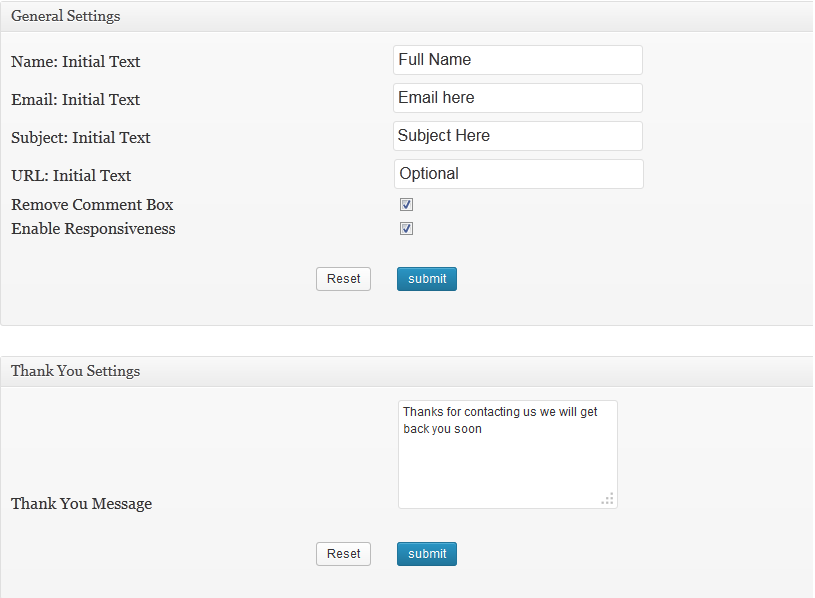 General Settings
Name: Initial Text
Full Name
Email: Initial Text
Email here
Subject: Initial Text
Subject Here
URL: Initial Text
Optional
Remove Comment Box
Enable Responsiveness
Reset
submit
Thank You Settings
Thanks for contacting us we will get
back you soon
Thank You Message
Reset
submit